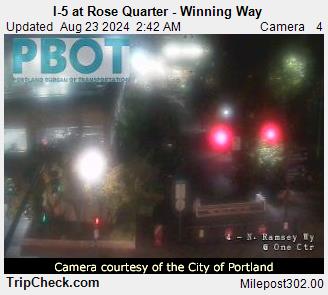 I-5 at Rose Quarter - Winning Way
Updated Aug 23 2024 2:42 AM Camera 4
PBOT
PORTLAND BUREAU OF TRANSPORTATION
4 - N. Ramsey Wy
@ One Ctr
Camera courtesy of the City of Portland
TripCheck.com Milepost302.00